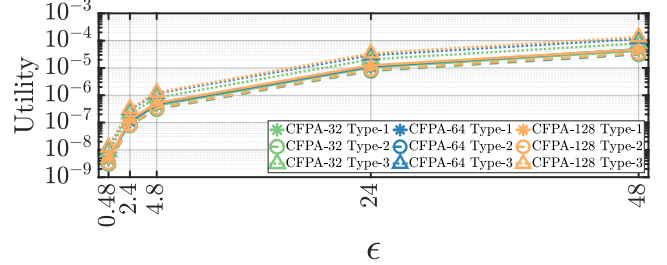 Utility
10^-3
10^-4
10^-5
10^-6
10^-7
10^-8
10^-9
CFPA-32 Type-1 CFPA-64 Type-1 CFPA-128 Type-1
CFPA-32 Type-2 CFPA-64 Type-2 CFPA-128 Type-2
CFPA-32 Type-3 CFPA-64 Type-3 CFPA-128 Type-3
0.48 2.4 4.8 24 48
ϵ